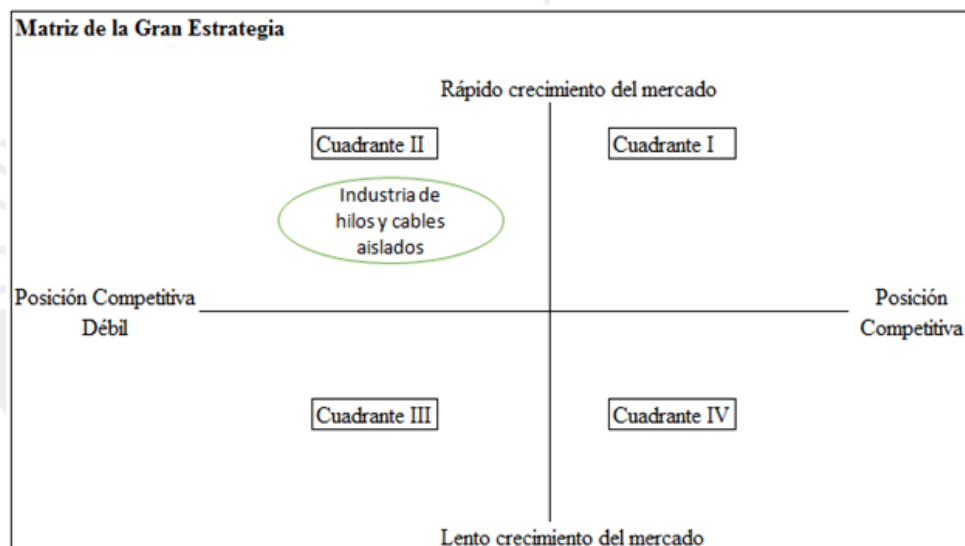 Matriz de la Gran Estrategia
Rápido crecimiento del mercado
Cuadrante II
Cuadrante I
Industria de
hilos y cables
aislados
Posición Competitiva
Débil
Posición
Competitiva
Cuadrante III
Cuadrante IV
Lento crecimiento del mercado